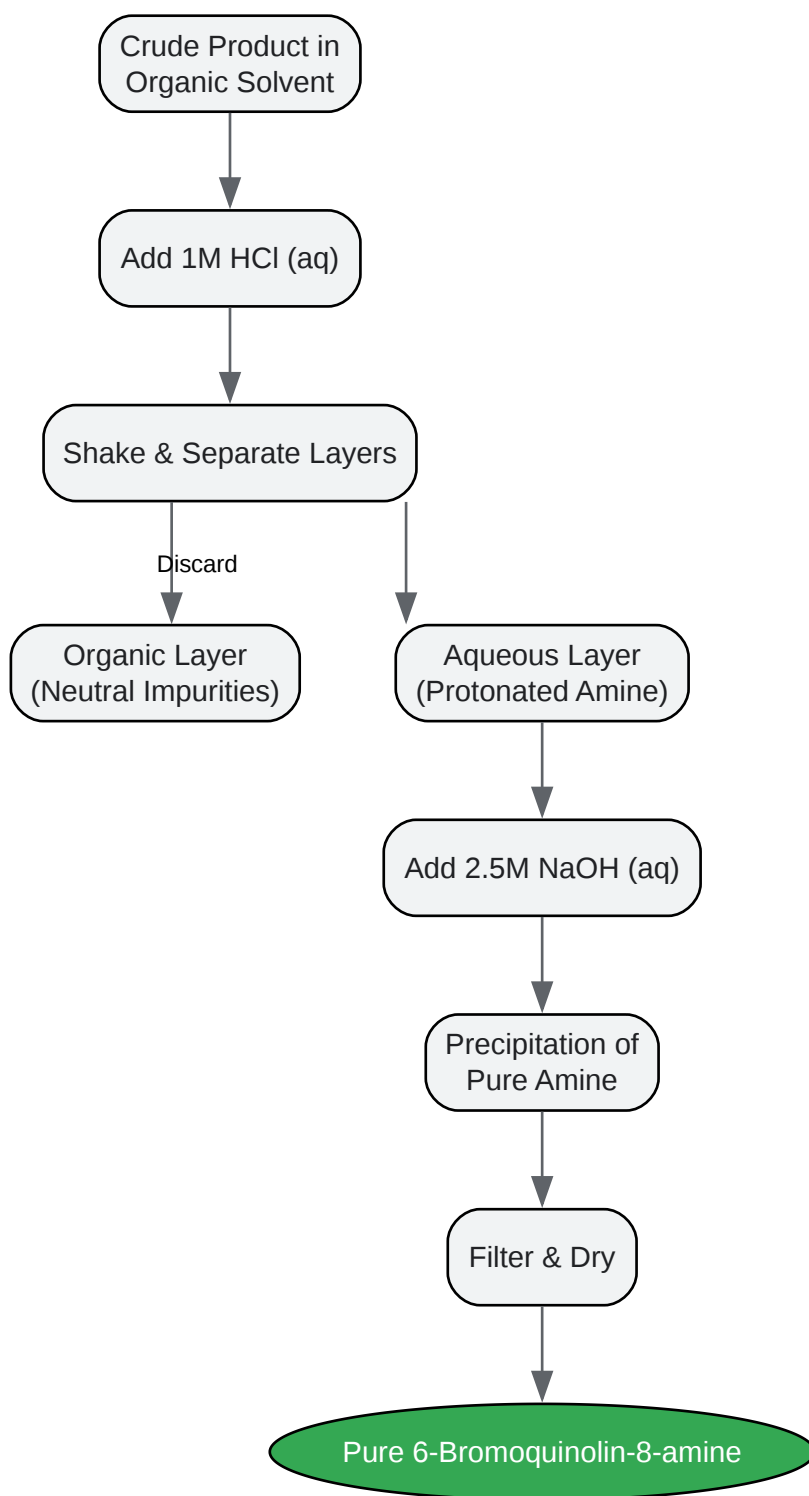 Crude Product in
Organic Solvent
Add 1M HCl (aq)
Shake & Separate Layers
Discard
Organic Layer
(Neutral Impurities)
Aqueous Layer
(Protonated Amine)
Add 2.5M NaOH (aq)
Precipitation of
Pure Amine
Filter & Dry
Pure 6-Bromoquinolin-8-amine